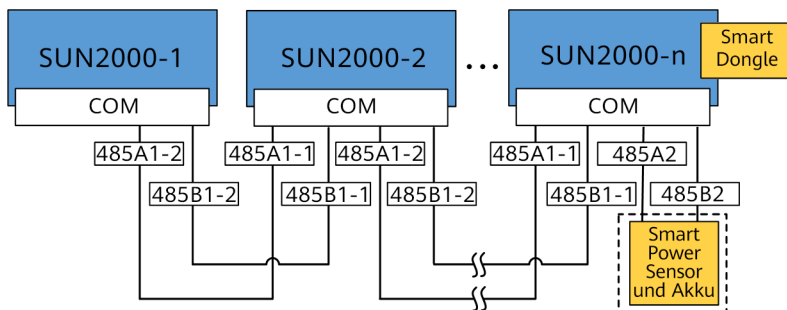 SUN2000-1
SUN2000-2
...
SUN2000-n
Smart
Dongle
COM
COM
COM
485A1-2
485A1-1
485A1-2
485A1-1
485A2
485B1-2
485B1-1
485B1-2
485B1-1
485B2
Smart
Power
Sensor
und Akku